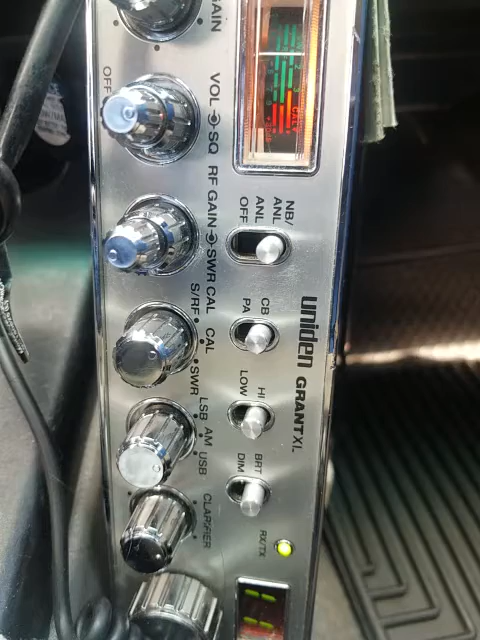 GAIN
OFF
VOL SQ
RF GAIN SWR CAL
S/RF
CAL
SWR
LSB
AM
USB
CLARIFIER
NB/
ANL
ANL
OFF
CB
PA
HI
LOW
BRT
DIM
RX/TX
uniden GRANT XL